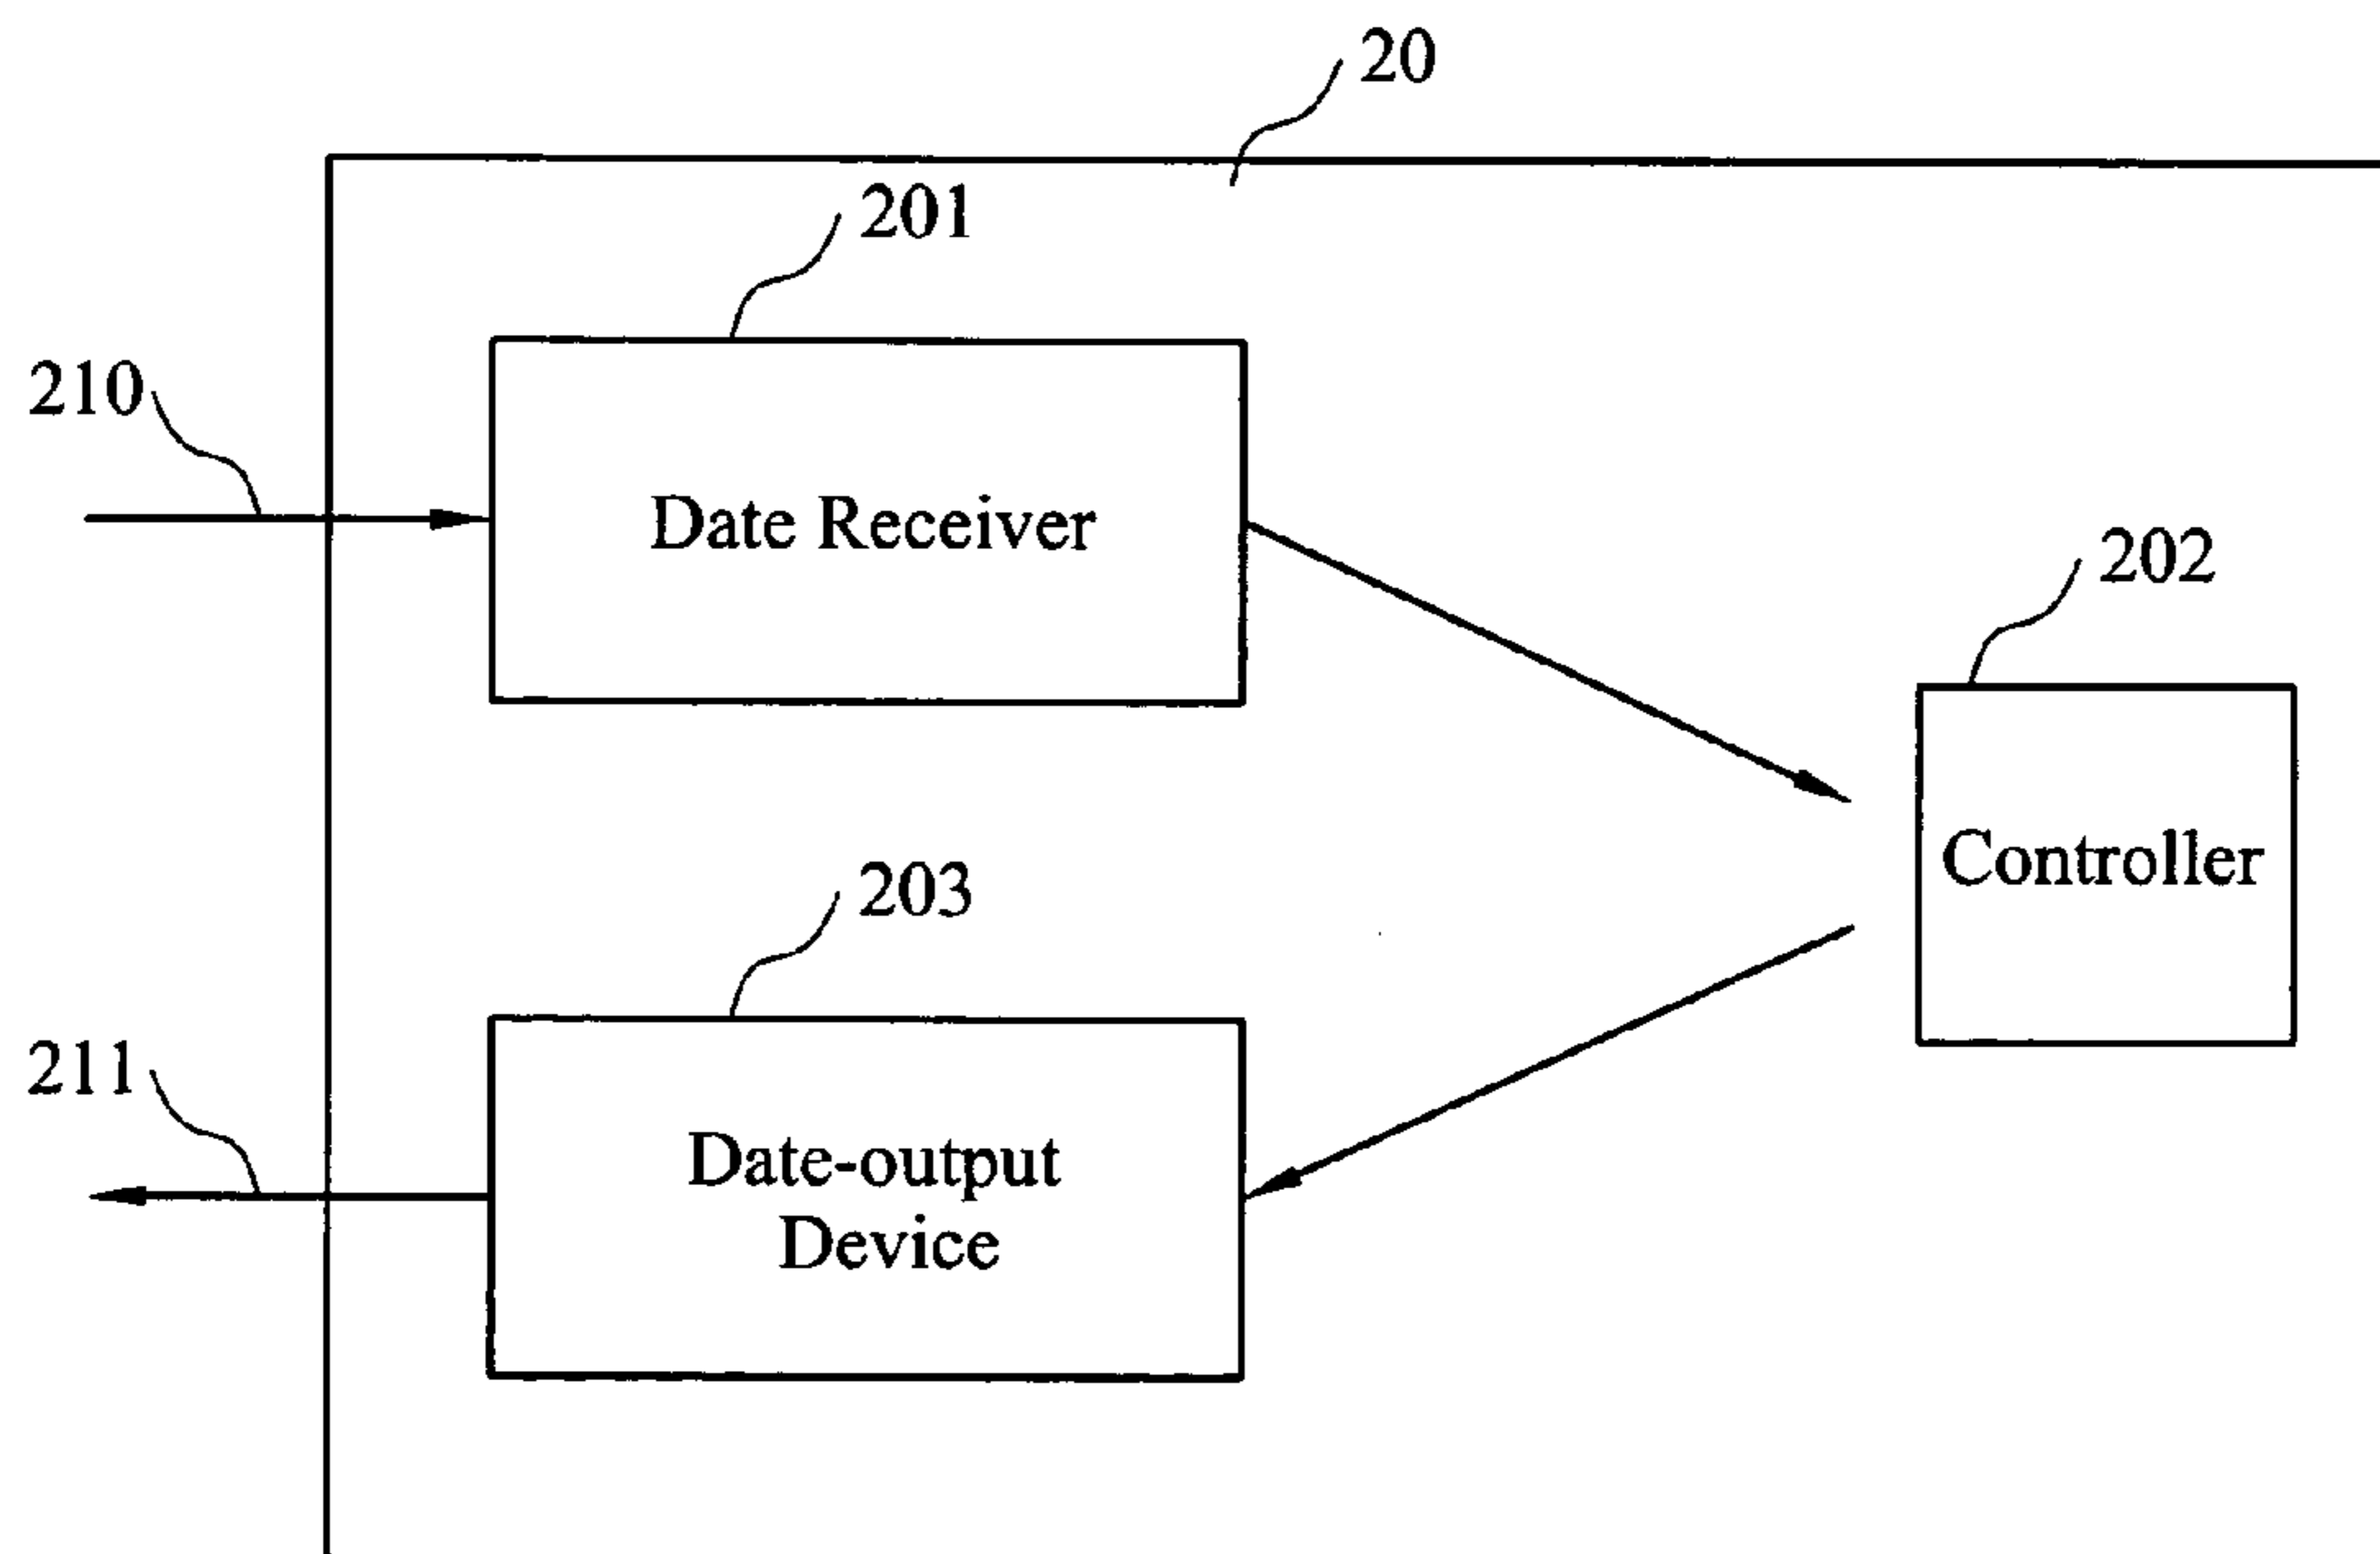 20
201
210
Date Receiver
202
Controller
203
211
Date-output
Device